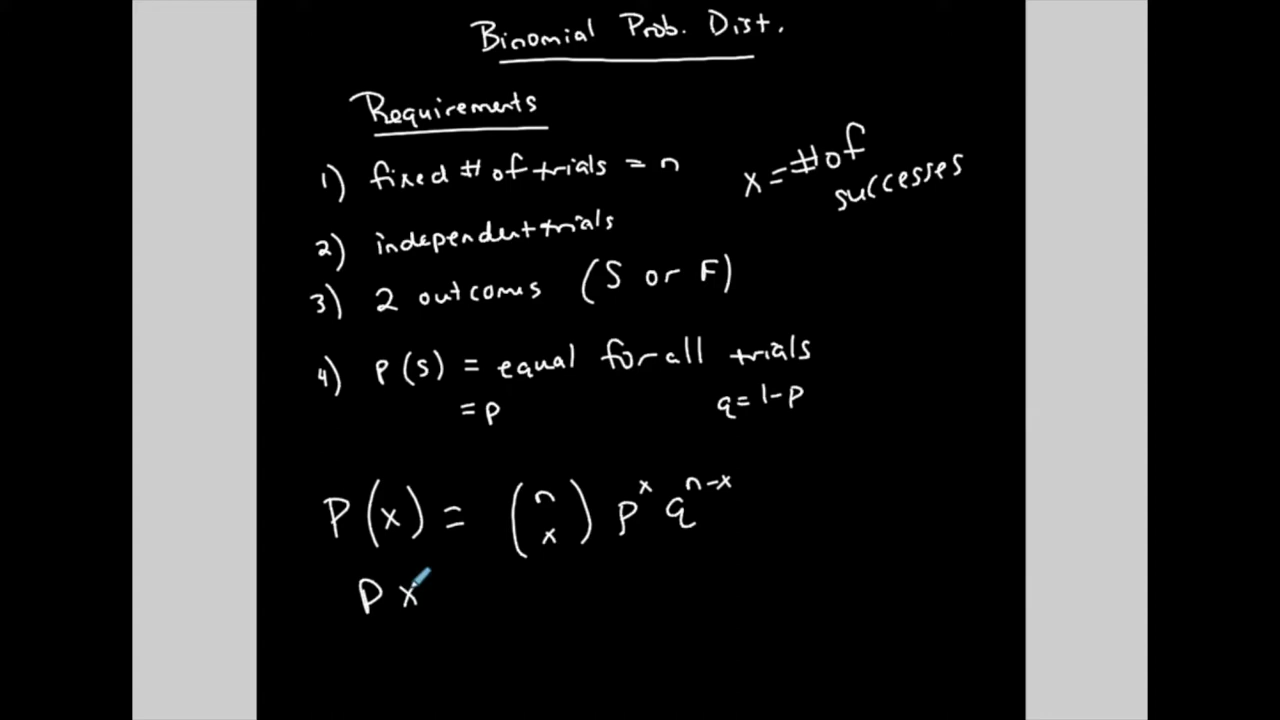 Binomial Prob. Dist.
Requirements
1) fixed # of trials = n
x = # of
successes
2) independent trials
3) 2 outcomes (S or F)
4) P(S) = equal for all trials
= p
q = 1 - p
P(x) = (n x) p^x q^n-x
P x